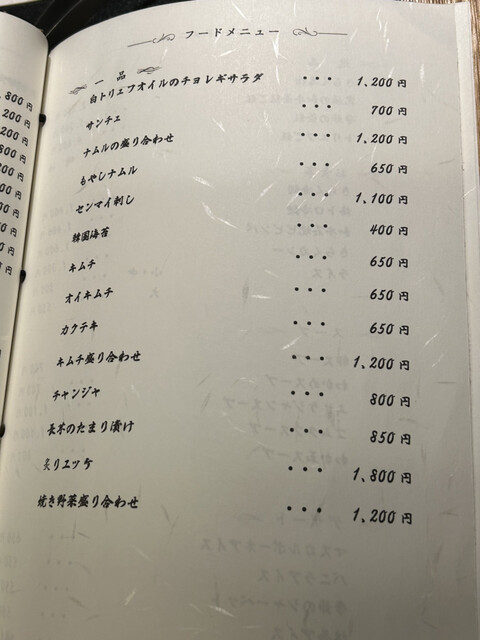 フードメニュー
一品
白トリュフオイルのチョレギサラダ ・・・ 1,200円
サンチェ ・・・ 700円
ナムルの盛り合わせ ・・・ 1,200円
もやしナムル ・・・ 650円
センマイ刺し ・・・ 1,100円
韓国海苔 ・・・ 400円
キムチ ・・・ 650円
オイキムチ ・・・ 650円
カクテキ ・・・ 650円
キムチ盛り合わせ ・・・ 1,200円
チャンジャ ・・・ 800円
長芋のたまり漬け ・・・ 850円
炙りエッケ ・・・ 1,800円
焼き野菜盛り合わせ ・・・ 1,200円